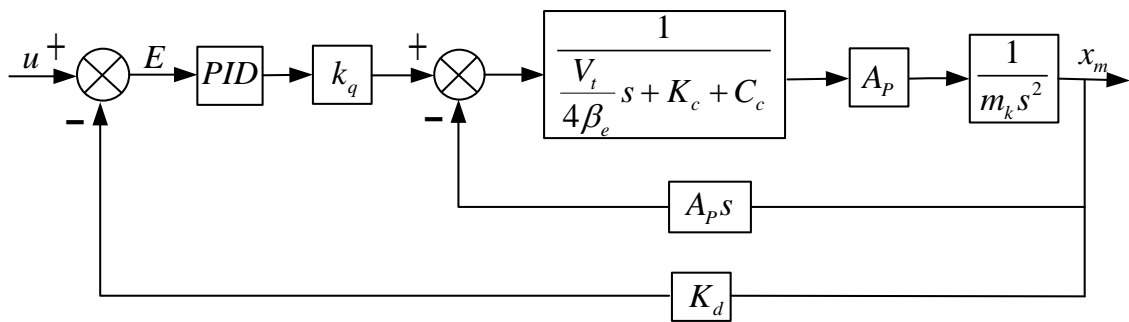 u + E PID k_q + 1 A_P 1 x_m
V_t
4β_e s + K_c + C_c m_k s^2
− −
A_P s
K_d